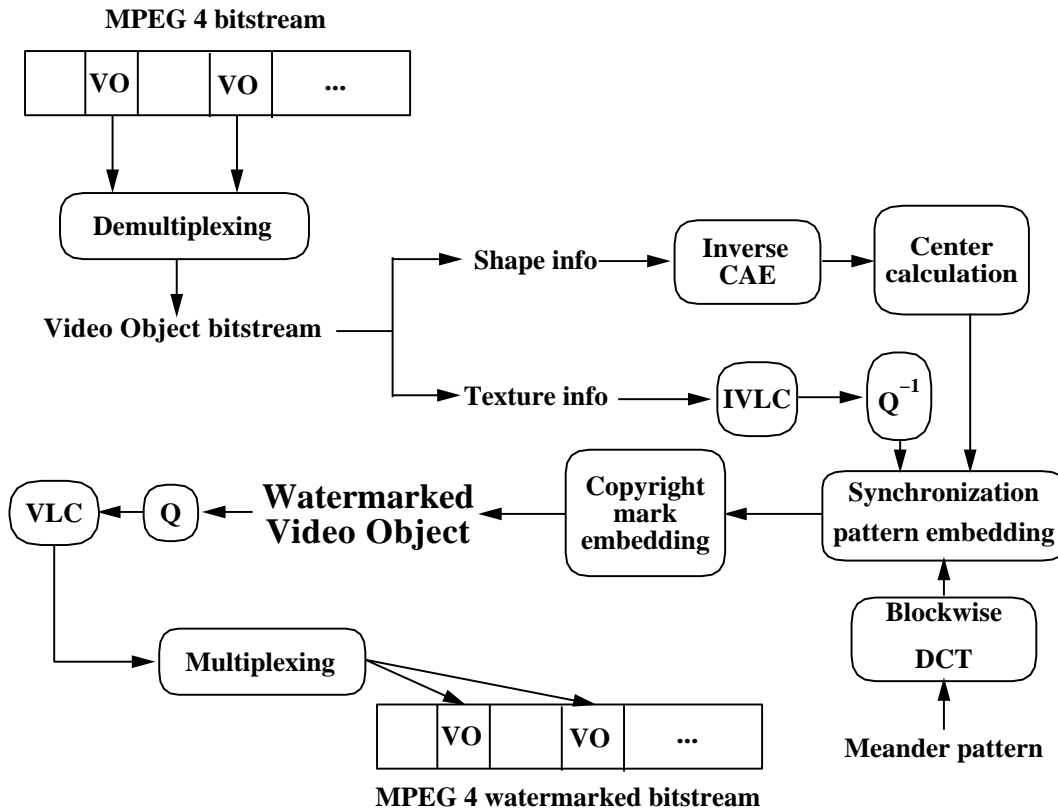 MPEG 4 bitstream
VO VO ...
Demultiplexing
Video Object bitstream
Shape info
Inverse
CAE
Center
calculation
Texture info
IVLC
Q⁻¹
Synchronization
pattern embedding
Copyright
mark
embedding
Watermarked
Video Object
Q
VLC
Blockwise
DCT
Meander pattern
Multiplexing
VO VO ...
MPEG 4 watermarked bitstream